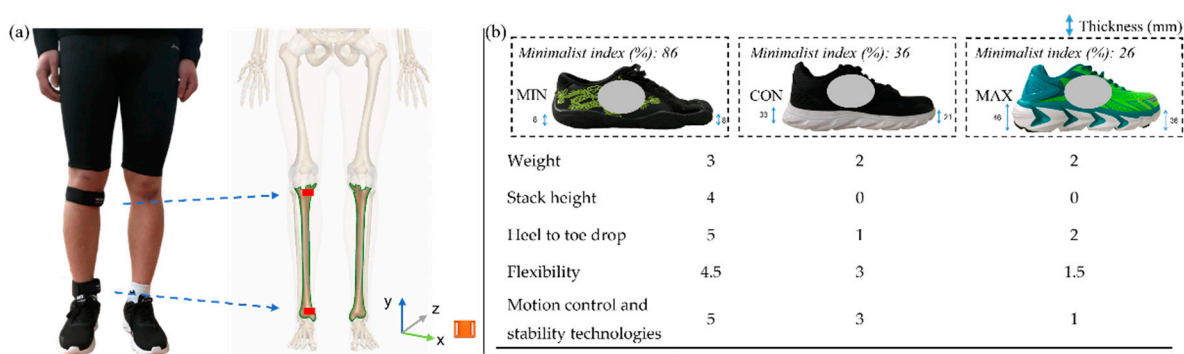 (a)
y
z
x
(b)
Thickness (mm)
Minimalist index (%): 86
Minimalist index (%): 36
Minimalist index (%): 26
MIN
8
8
CON
33
21
MAX
46
36
Weight 3 2 2
Stack height 4 0 0
Heel to toe drop 5 1 2
Flexibility 4.5 3 1.5
Motion control and
stability technologies 5 3 1